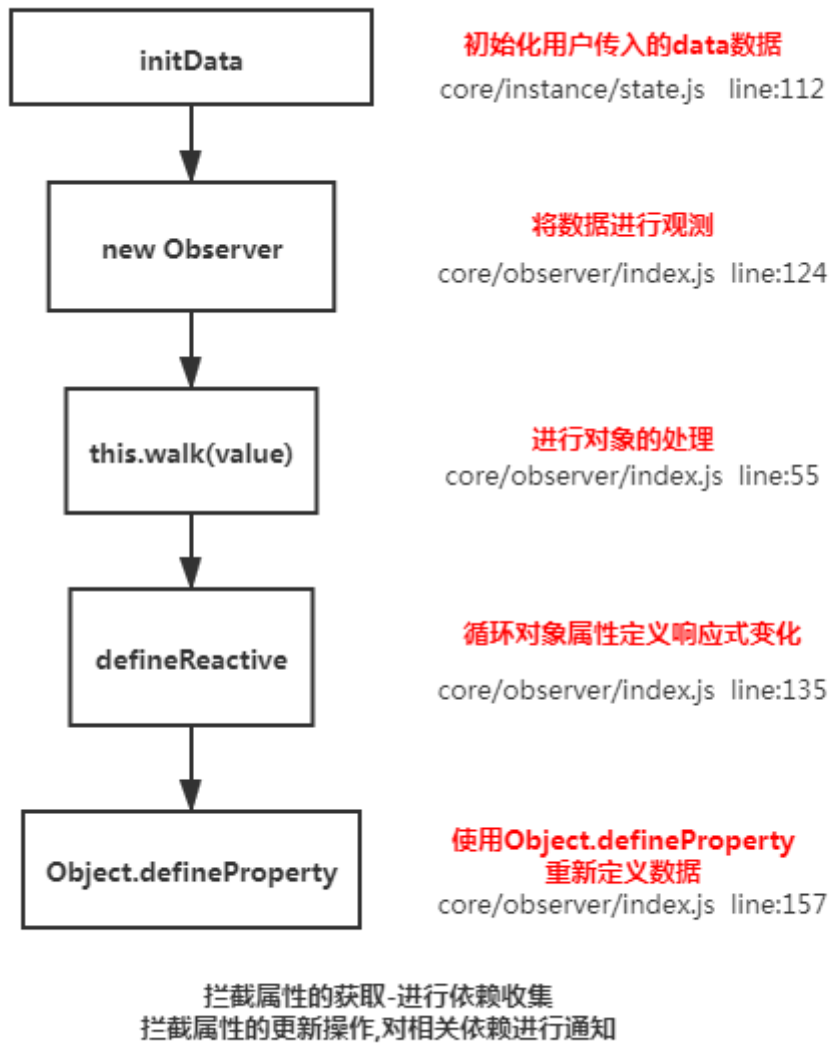 initData
初始化用户传入的data数据
core/instance/state.js line:112
new Observer
将数据进行观测
core/observer/index.js line:124
this.walk(value)
进行对象的处理
core/observer/index.js line:55
defineReactive
循环对象属性定义响应式变化
core/observer/index.js line:135
Object.defineProperty
使用Object.defineProperty
重新定义数据
core/observer/index.js line:157
拦截属性的获取-进行依赖收集
拦截属性的更新操作,对相关依赖进行通知